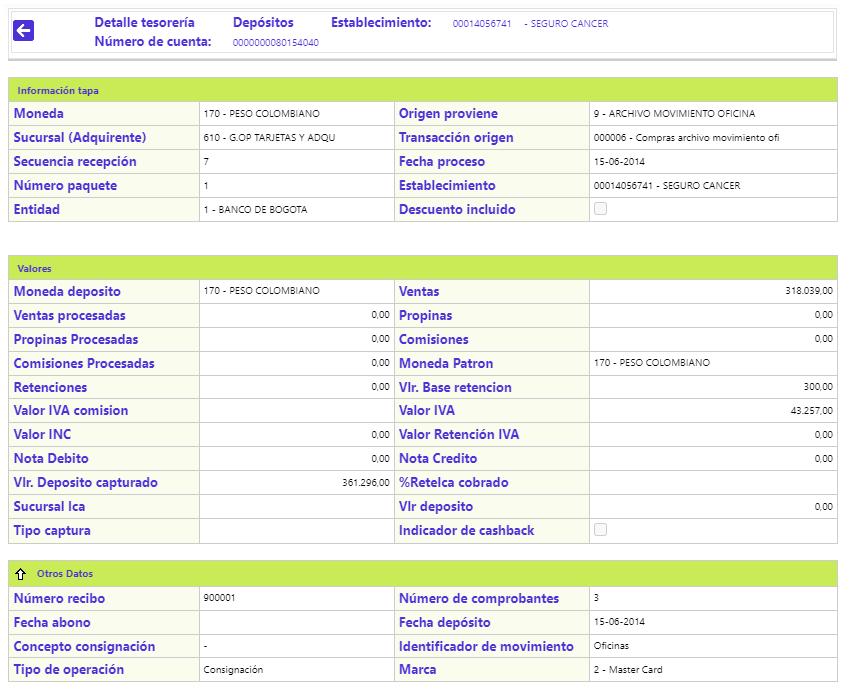 Detalle tesorería Depósitos Establecimiento: 00014056741 - SEGURO CANCER
Número de cuenta: 0000000080154040
Información tapa
Moneda 170 - PESO COLOMBIANO Origen proviene 9 - ARCHIVO MOVIMIENTO OFICINA
Sucursal (Adquirente) 610 - G.OP TARJETAS Y ADQU Transacción origen 000006 - Compras archivo movimiento ofi
Secuencia recepción 7 Fecha proceso 15-06-2014
Número paquete 1 Establecimiento 00014056741 - SEGURO CANCER
Entidad 1 - BANCO DE BOGOTA Descuento incluido
Valores
Moneda deposito 170 - PESO COLOMBIANO Ventas 318.039,00
Ventas procesadas 0,00 Propinas 0,00
Propinas Procesadas 0,00 Comisiones 0,00
Comisiones Procesadas 0,00 Moneda Patron 170 - PESO COLOMBIANO
Retenciones 0,00 Vlr. Base retencion 300,00
Valor IVA comision Valor IVA 43.257,00
Valor INC 0,00 Valor Retención IVA 0,00
Nota Debito 0,00 Nota Credito 0,00
Vlr. Deposito capturado 361.296,00 %ReteIca cobrado
Sucursal Ica Vlr deposito 0,00
Tipo captura Indicador de cashback
Otros Datos
Número recibo 900001 Número de comprobantes 3
Fecha abono Fecha depósito 15-06-2014
Concepto consignación - Identificador de movimiento Oficinas
Tipo de operación Consignación Marca 2 - Master Card